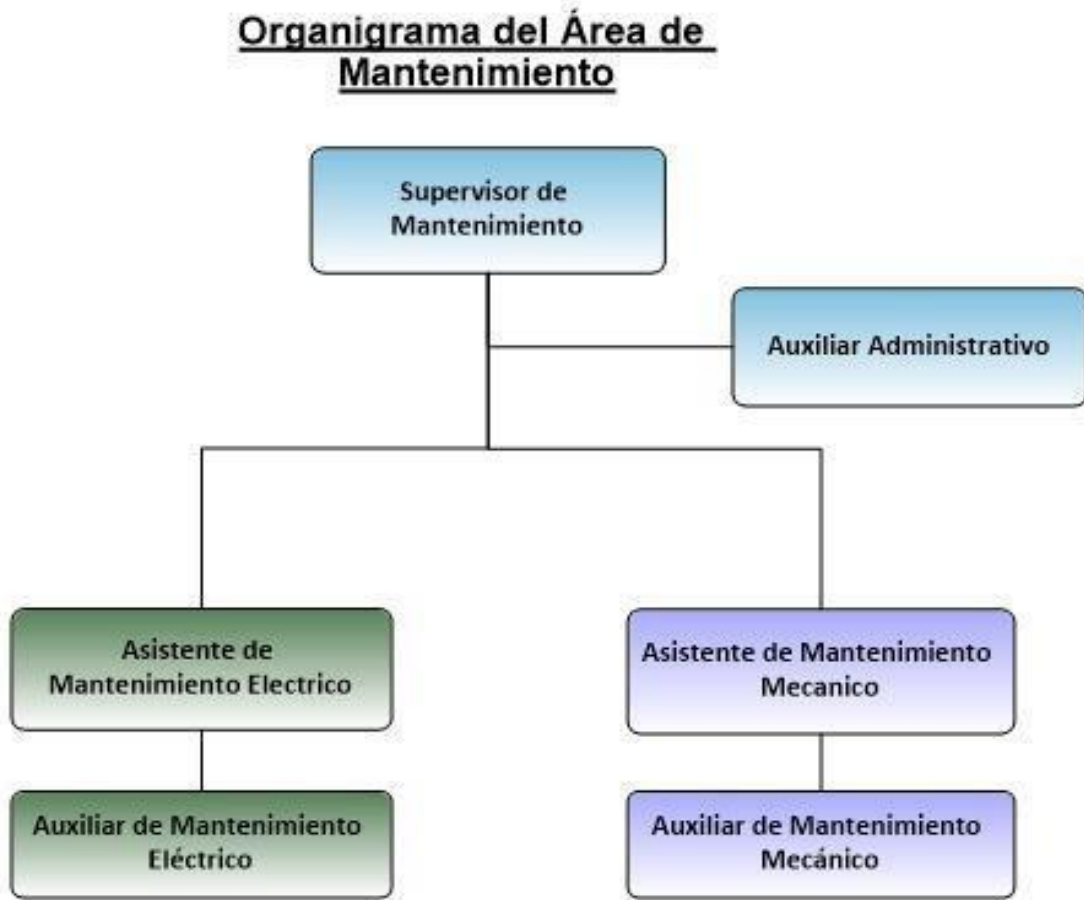 Organigrama del Área de
Mantenimiento
Supervisor de
Mantenimiento
Auxiliar Administrativo
Asistente de
Mantenimiento Electrico
Asistente de Mantenimiento
Mecanico
Auxiliar de Mantenimiento
Eléctrico
Auxiliar de Mantenimiento
Mecánico